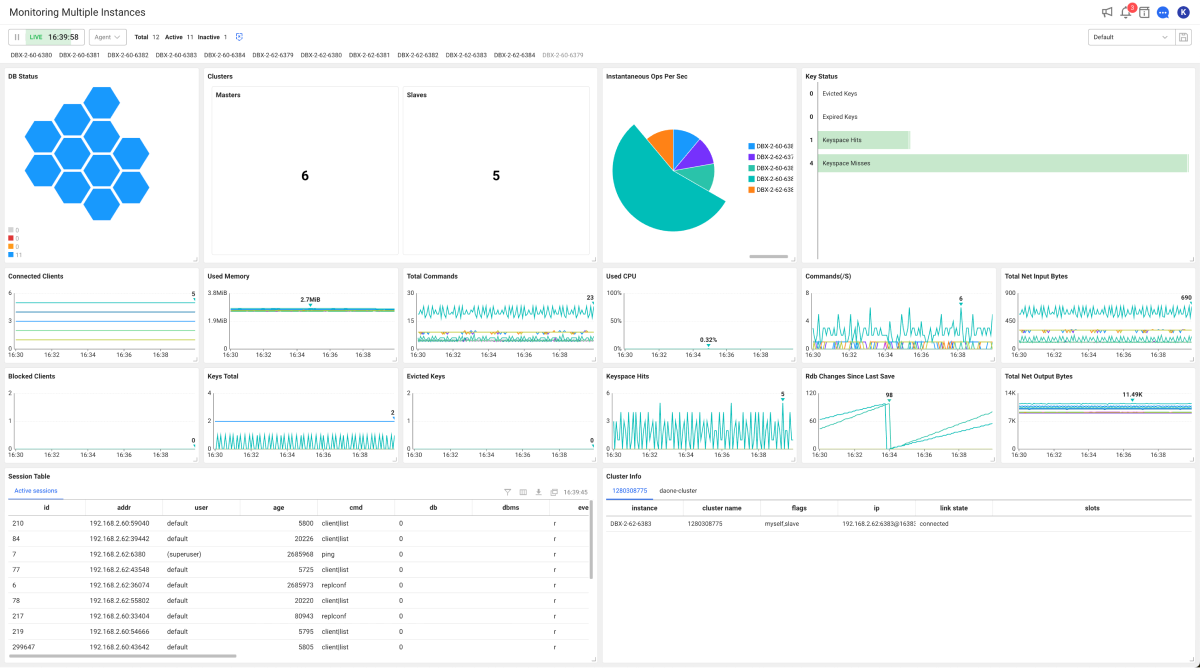 Monitoring Multiple Instances
3
K
LIVE 16:39:58 Agent Total 12 Active 11 Inactive 1 Default
DBX-2-60-6380 DBX-2-60-6381 DBX-2-60-6382 DBX-2-60-6383 DBX-2-60-6384 DBX-2-62-6379 DBX-2-62-6380 DBX-2-62-6381 DBX-2-62-6382 DBX-2-62-6383 DBX-2-62-6384 DBX-2-60-6379
DB Status
0
0
0
11
Clusters
Masters
6
Slaves
5
Instantaneous Ops Per Sec
DBX-2-60-638
DBX-2-62-637
DBX-2-60-638
DBX-2-60-638
DBX-2-62-638
Key Status
0 Evicted Keys
0 Expired Keys
1 Keyspace Hits
4 Keyspace Misses
Connected Clients
6
3
0
5
16:30 16:32 16:34 16:36 16:38
Used Memory
3.8MiB
1.9MiB
0
2.7MiB
16:30 16:32 16:34 16:36 16:38
Total Commands
30
15
0
23
16:30 16:32 16:34 16:36 16:38
Used CPU
100%
50%
0%
0.32%
16:30 16:32 16:34 16:36 16:38
Commands(/S)
8
4
0
6
16:30 16:32 16:34 16:36 16:38
Total Net Input Bytes
900
450
0
690
16:30 16:32 16:34 16:36 16:38
Blocked Clients
2
1
0
0
16:30 16:32 16:34 16:36 16:38
Keys Total
4
2
0
2
16:30 16:32 16:34 16:36 16:38
Evicted Keys
2
1
0
0
16:30 16:32 16:34 16:36 16:38
Keyspace Hits
6
3
0
5
16:30 16:32 16:34 16:36 16:38
Rdb Changes Since Last Save
120
60
0
98
16:30 16:32 16:34 16:36 16:38
Total Net Output Bytes
14K
7K
0
11.49K
16:30 16:32 16:34 16:36 16:38
Session Table
Active sessions
16:39:45
id addr user age cmd db dbms eve
210 192.168.2.60:59040 default 5800 client|list 0 r
84 192.168.2.62:39442 default 20226 client|list 0 r
7 192.168.2.62:6380 (superuser) 2685968 ping 0 r
77 192.168.2.62:43548 default 5725 client|list 0 r
6 192.168.2.62:36074 default 2685973 replconf 0 r
78 192.168.2.62:55802 default 20220 client|list 0 r
217 192.168.2.60:33404 default 80943 replconf 0 r
219 192.168.2.60:54666 default 5795 client|list 0 r
299647 192.168.2.60:43642 default 5805 client|list 0 r
Cluster Info
1280308775 daone-cluster
instance cluster name flags ip link state slots
DBX-2-62-6383 1280308775 myself,slave 192.168.2.62:6383@16383 connected